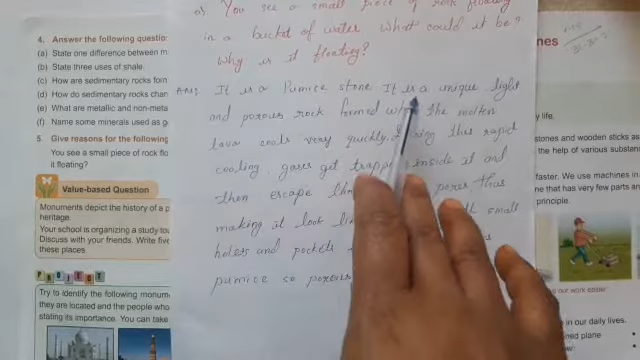 a) You see a small piece of rock floating
in a bucket of water What could it be?
Why is it floating?
Ans: It is a Pumice stone It is a unique light
and porous rock formed when the molten
lava cools very quickly. During this rapid
cooling, gases get trapped inside it and
then escape pores thus
making it look small
holes and pockets
pumice so porous
4. Answer the following question
(a) State one difference between m
(b) State three uses of shale.
(c) How are sedimentary rocks form
(d) How do sedimentary rocks chan
(e) What are metallic and non-meta
(f) Name some minerals used as g
5. Give reasons for the following
You see a small piece of rock flo
it floating?
Value-based Question
Monuments depict the history of a p
heritage.
Your school is organizing a study tou
Discuss with your friends. Write five
these places.
PROJECT
Try to identify the following monum
they are located and the people who
stating its importance. You can take
nes
y life.
stones and wooden sticks as
the help of various substan
faster. We use machines in
ne that has very few parts an
principle.
ng our work easier
in our daily lives.
ned plane